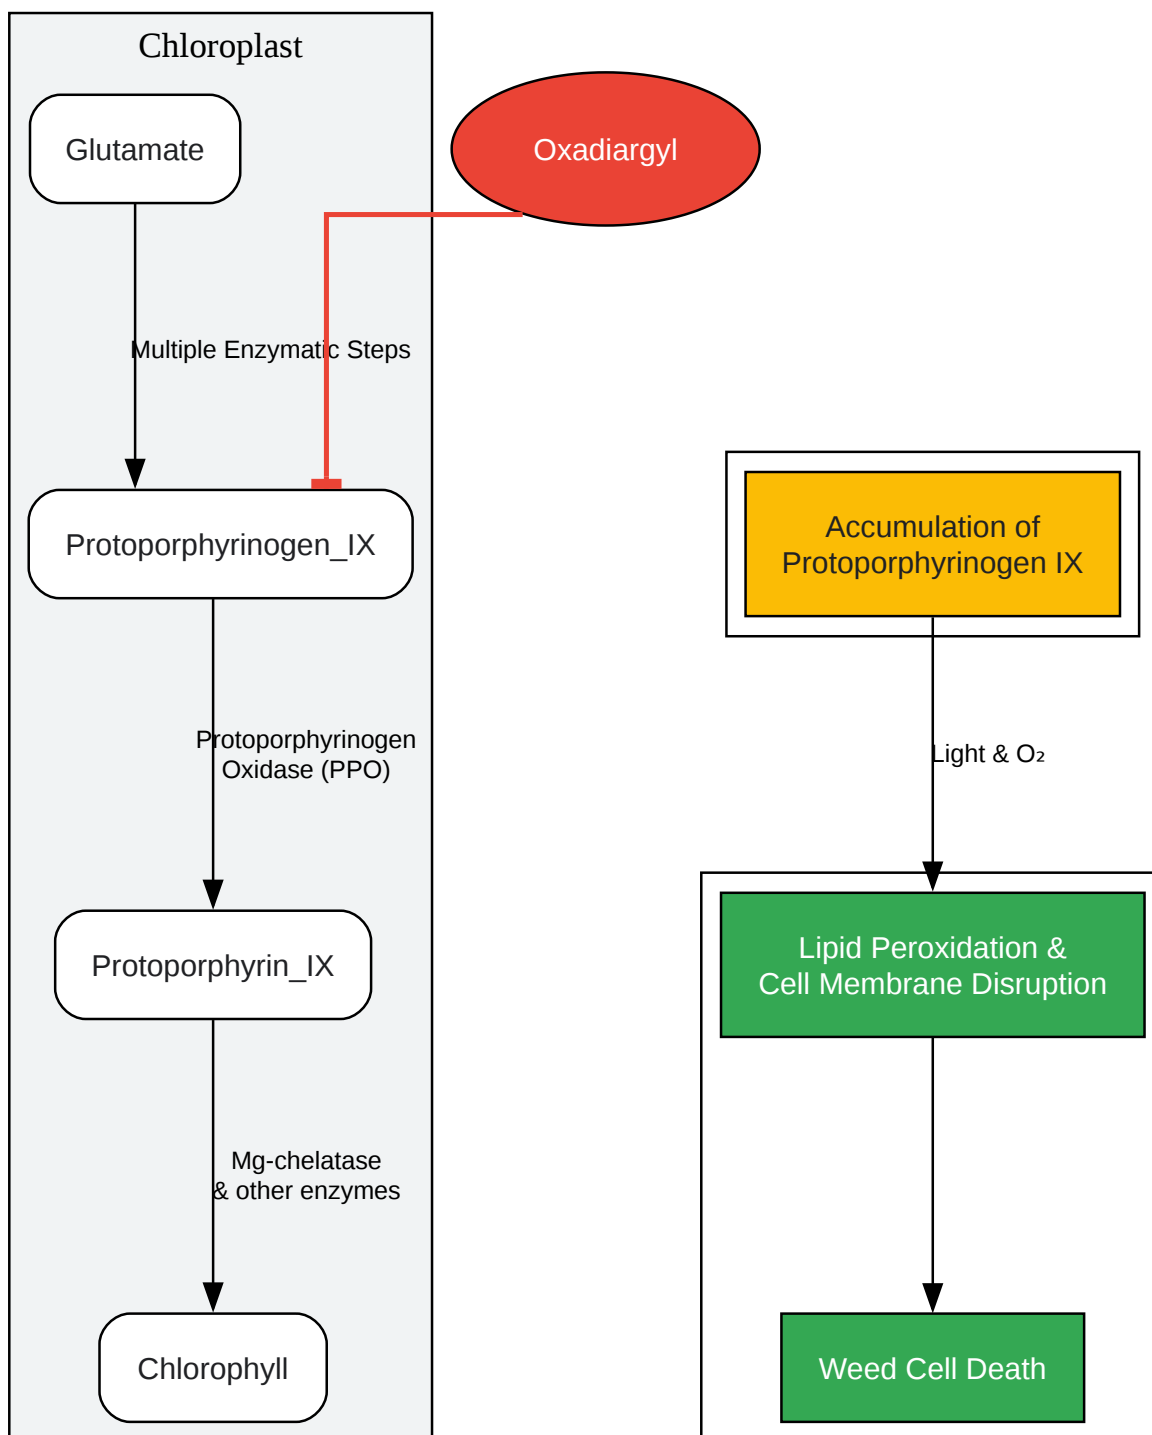 Chloroplast
Glutamate
Oxadiargyl
Multiple Enzymatic Steps
Protoporphyrinogen_IX
Accumulation of
Protoporphyrinogen IX
Protoporphyrinogen
Oxidase (PPO)
Light & O₂
Protoporphyrin_IX
Lipid Peroxidation &
Cell Membrane Disruption
Mg-chelatase
& other enzymes
Chlorophyll
Weed Cell Death